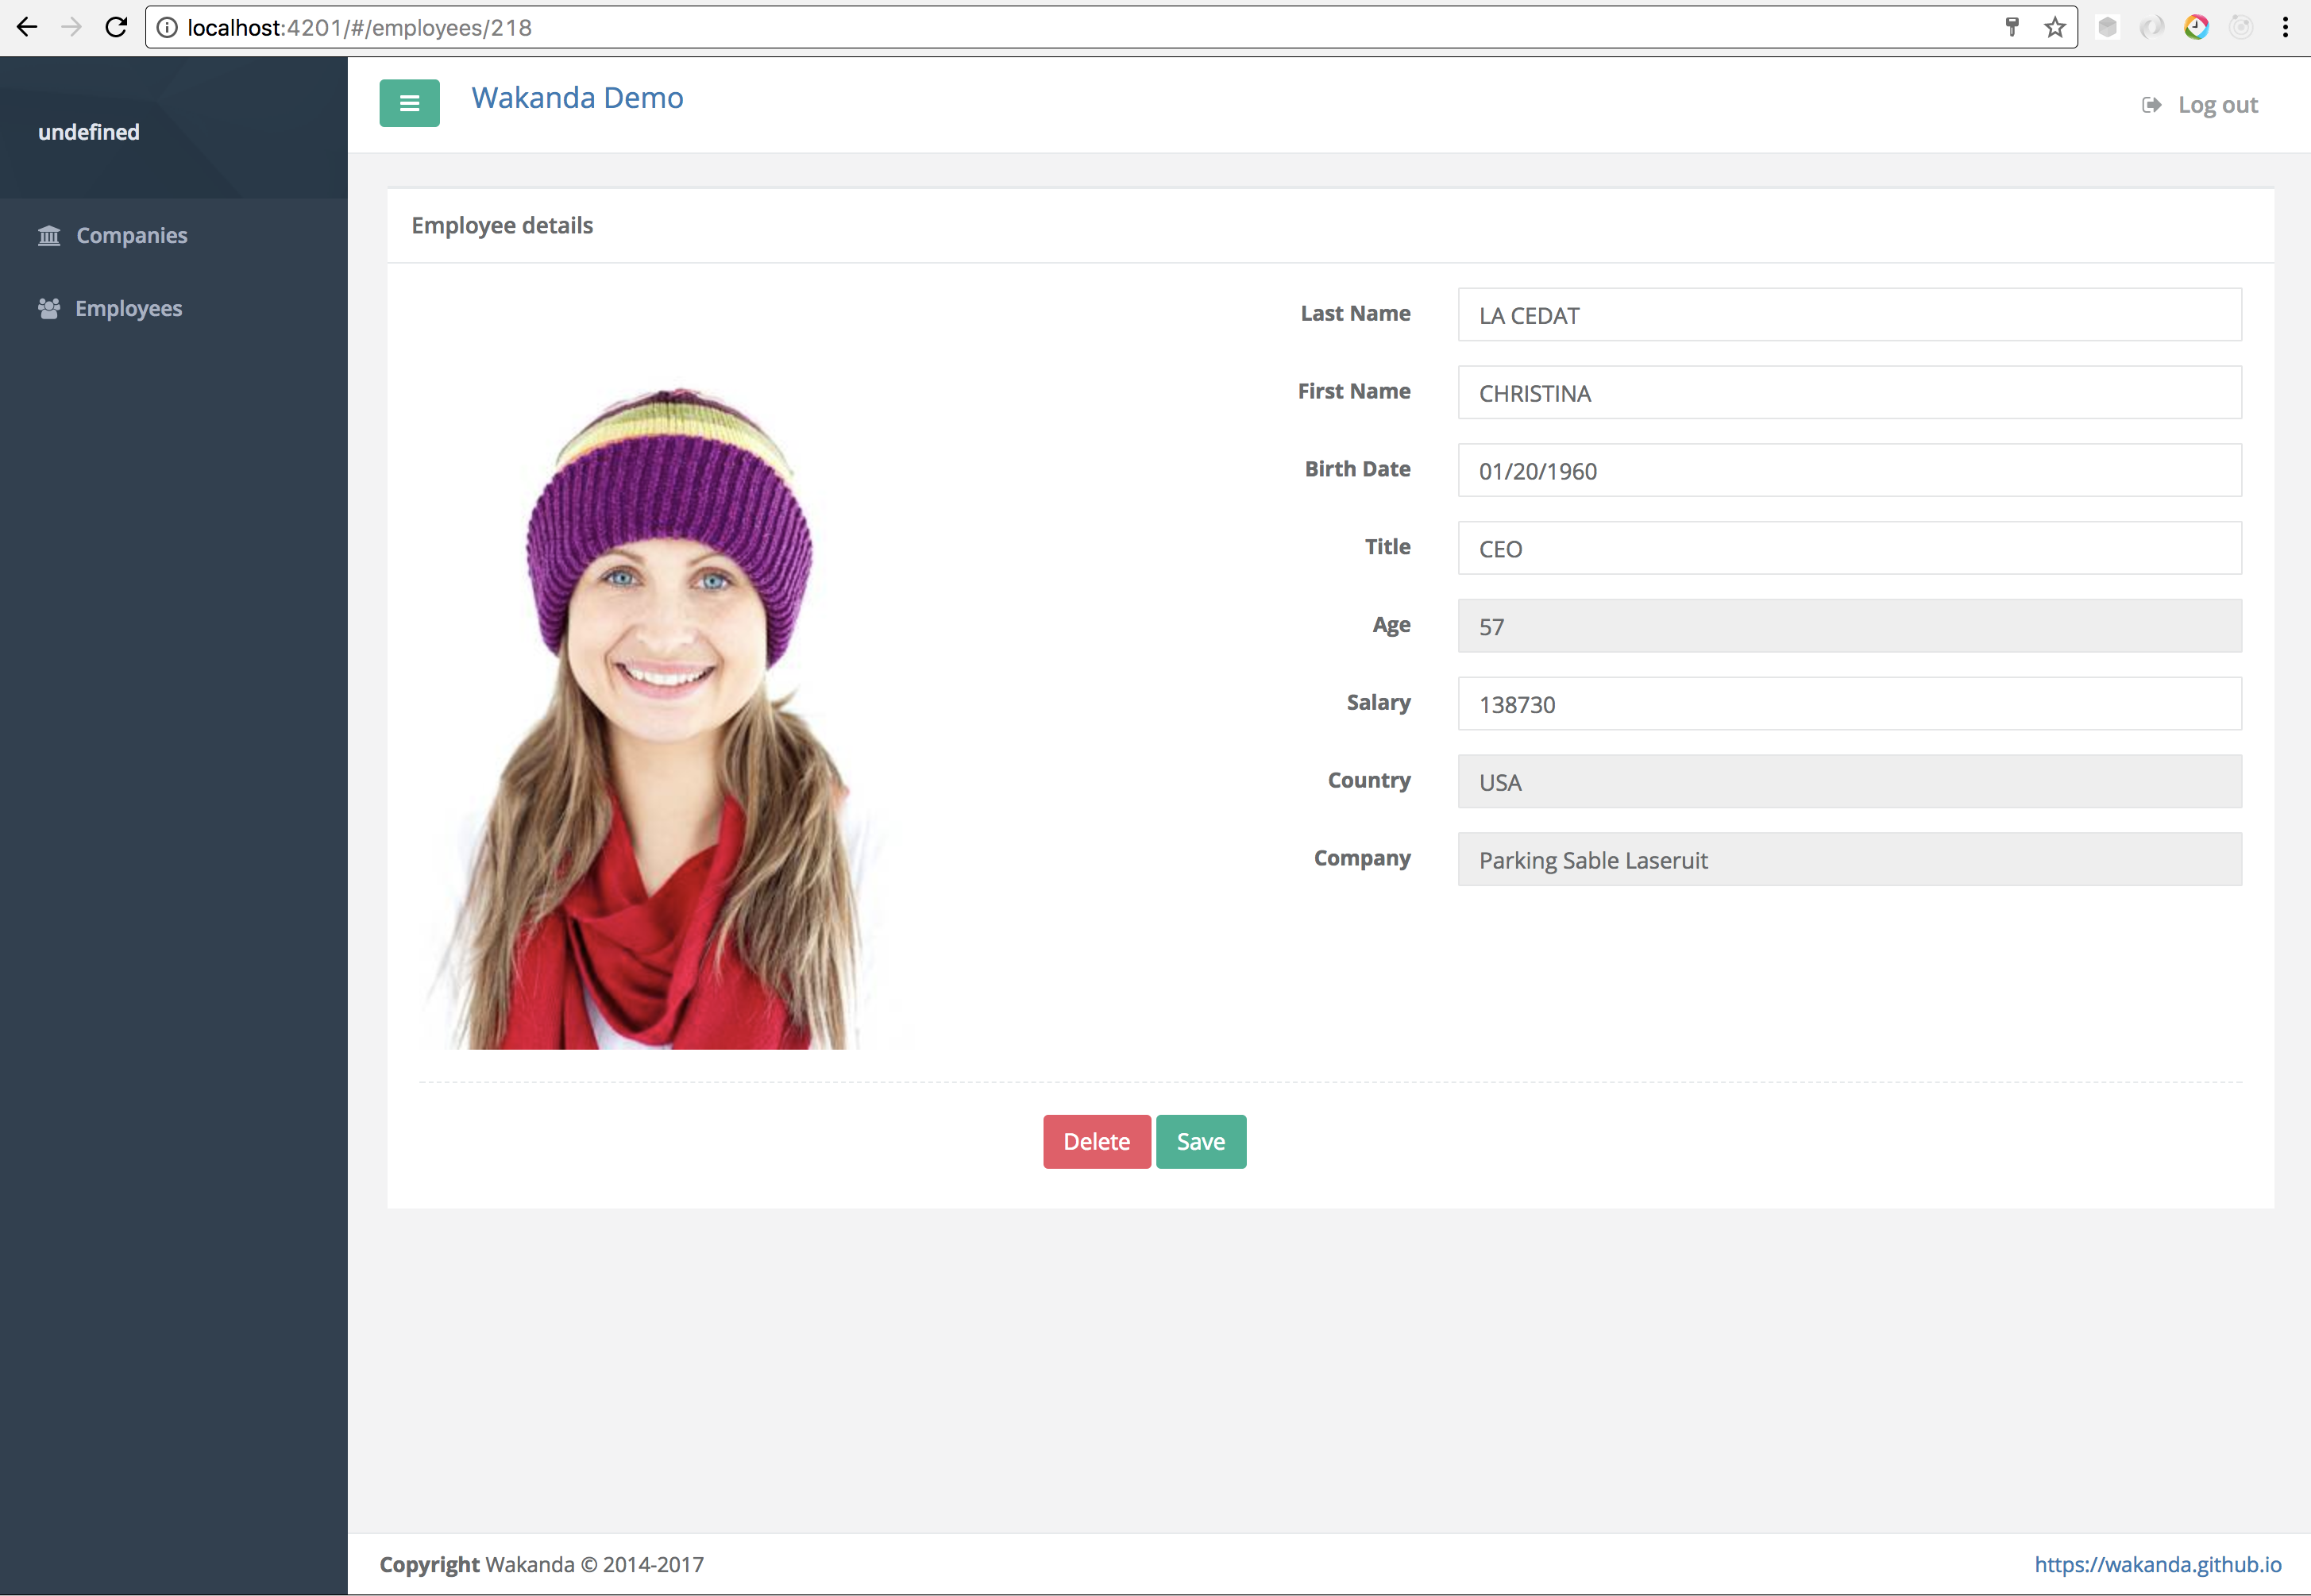 localhost:4201/#/employees/218
undefined
Wakanda Demo
Log out
Companies
Employees
Employee details
Last Name
LA CEDAT
First Name
CHRISTINA
Birth Date
01/20/1960
Title
CEO
Age
57
Salary
138730
Country
USA
Company
Parking Sable Laseruit
Delete
Save
Copyright Wakanda © 2014-2017
https://wakanda.github.io